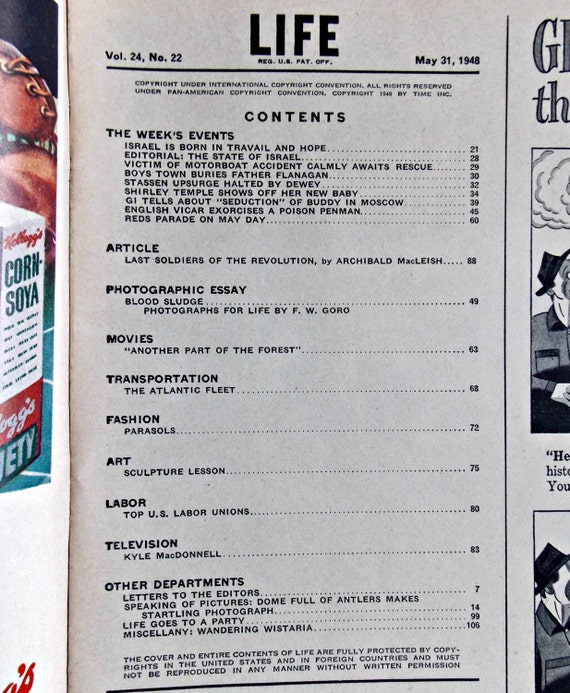 LIFE
REG. U.S. PAT. OFF.
Vol. 24, No. 22
May 31, 1948
COPYRIGHT UNDER INTERNATIONAL COPYRIGHT CONVENTION. ALL RIGHTS RESERVED
UNDER PAN-AMERICAN COPYRIGHT CONVENTION. COPYRIGHT 1948 BY TIME INC.
CONTENTS
THE WEEK'S EVENTS
ISRAEL IS BORN IN TRAVAIL AND HOPE 21
EDITORIAL: THE STATE OF ISRAEL 28
VICTIM OF MOTORBOAT ACCIDENT CALMLY AWAITS RESCUE 29
BOYS TOWN BURIES FATHER FLANAGAN 30
STASSEN UPSURGE HALTED BY DEWEY 32
SHIRLEY TEMPLE SHOWS OFF HER NEW BABY 34
GI TELLS ABOUT "SEDUCTION" OF BUDDY IN MOSCOW 39
ENGLISH VICAR EXORCISES A POISON PENMAN 45
REDS PARADE ON MAY DAY 60
ARTICLE
LAST SOLDIERS OF THE REVOLUTION, by ARCHIBALD MacLEISH 88
PHOTOGRAPHIC ESSAY
BLOOD SLUDGE 49
PHOTOGRAPHS FOR LIFE BY F. W. GORO
MOVIES
"ANOTHER PART OF THE FOREST" 63
TRANSPORTATION
THE ATLANTIC FLEET 68
FASHION
PARASOLS 72
ART
SCULPTURE LESSON 75
LABOR
TOP U.S. LABOR UNIONS 80
TELEVISION
KYLE MacDONNELL 83
OTHER DEPARTMENTS
LETTERS TO THE EDITORS 7
SPEAKING OF PICTURES: DOME FULL OF ANTLERS MAKES
STARTLING PHOTOGRAPH 14
LIFE GOES TO A PARTY 99
MISCELLANY: WANDERING WISTARIA 106
THE COVER AND ENTIRE CONTENTS OF LIFE ARE FULLY PROTECTED BY COPY-
RIGHTS IN THE UNITED STATES AND IN FOREIGN COUNTRIES AND MUST
NOT BE REPRODUCED IN ANY MANNER WITHOUT WRITTEN PERMISSION
Kellogg's
CORN-
SOYA
"He
histo
You